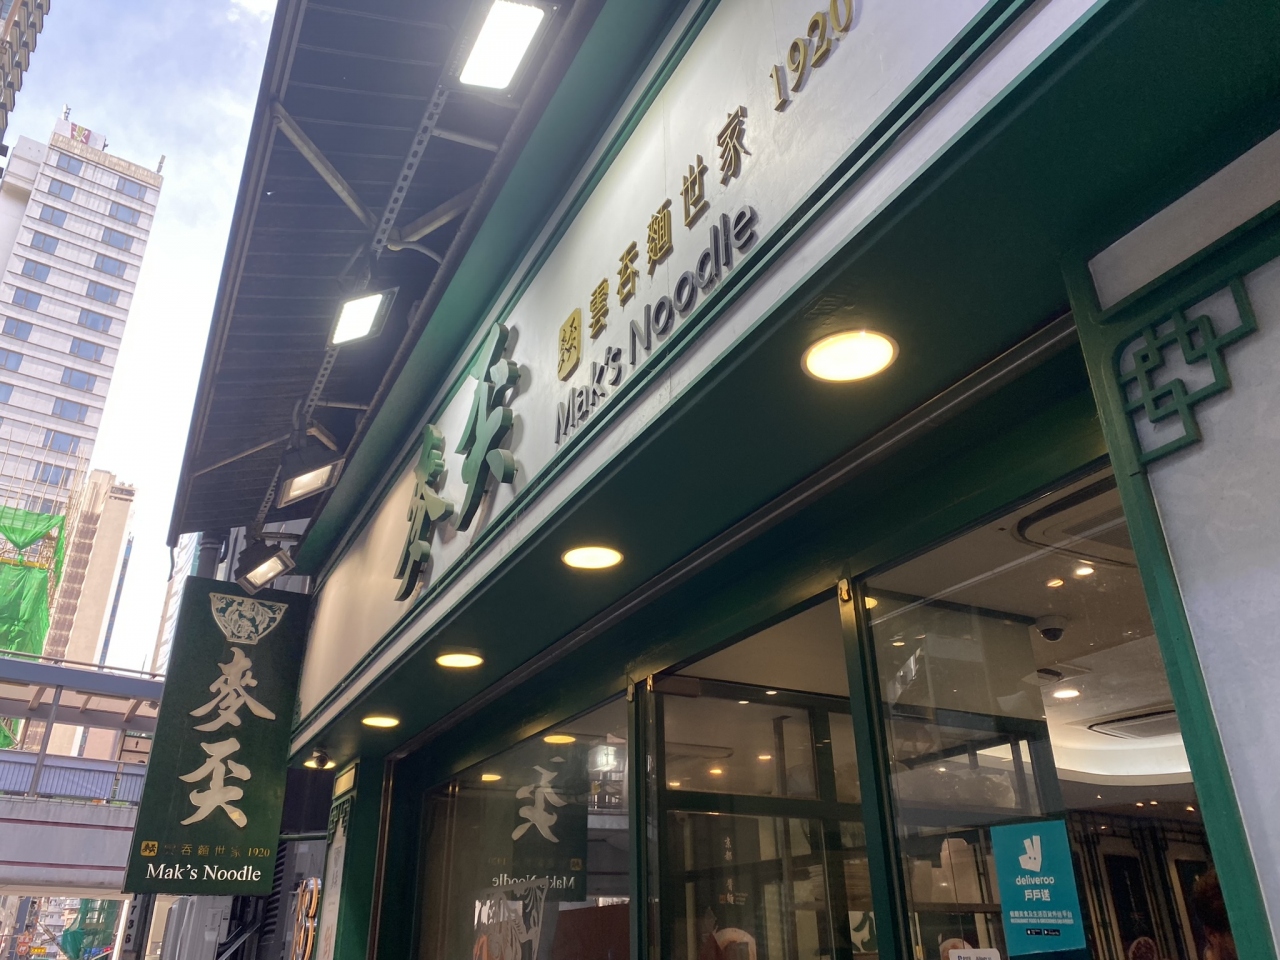 雲吞麵世家 1920
Mak's Noodle
麥奀
麥奀
吞麵世家 1920
Mak's Noodle
deliveroo
戶戶送